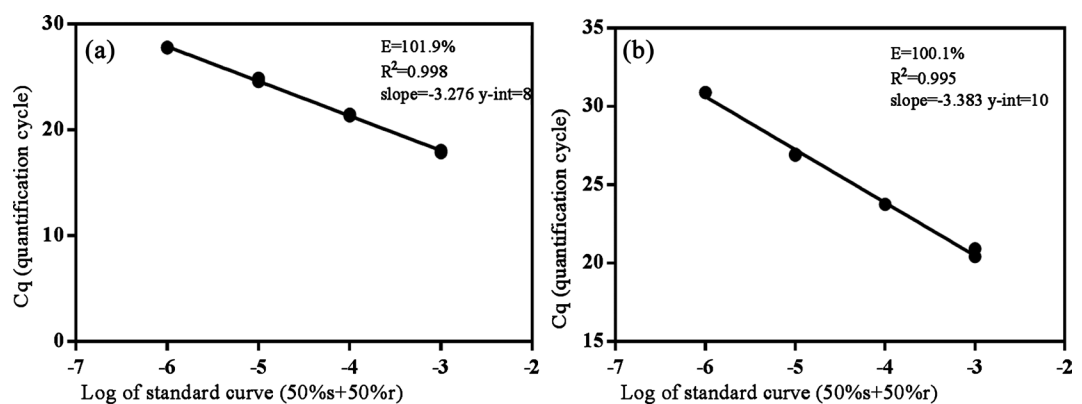 (a)
E=101.9%
R²=0.998
slope=-3.276 y-int=8
30
20
10
0
-7 -6 -5 -4 -3 -2
Cq (quantification cycle)
Log of standard curve (50%s+50%r)
(b)
E=100.1%
R²=0.995
slope=-3.383 y-int=10
35
30
25
20
15
-7 -6 -5 -4 -3 -2
Cq (quantification cycle)
Log of standard curve (50%s+50%r)